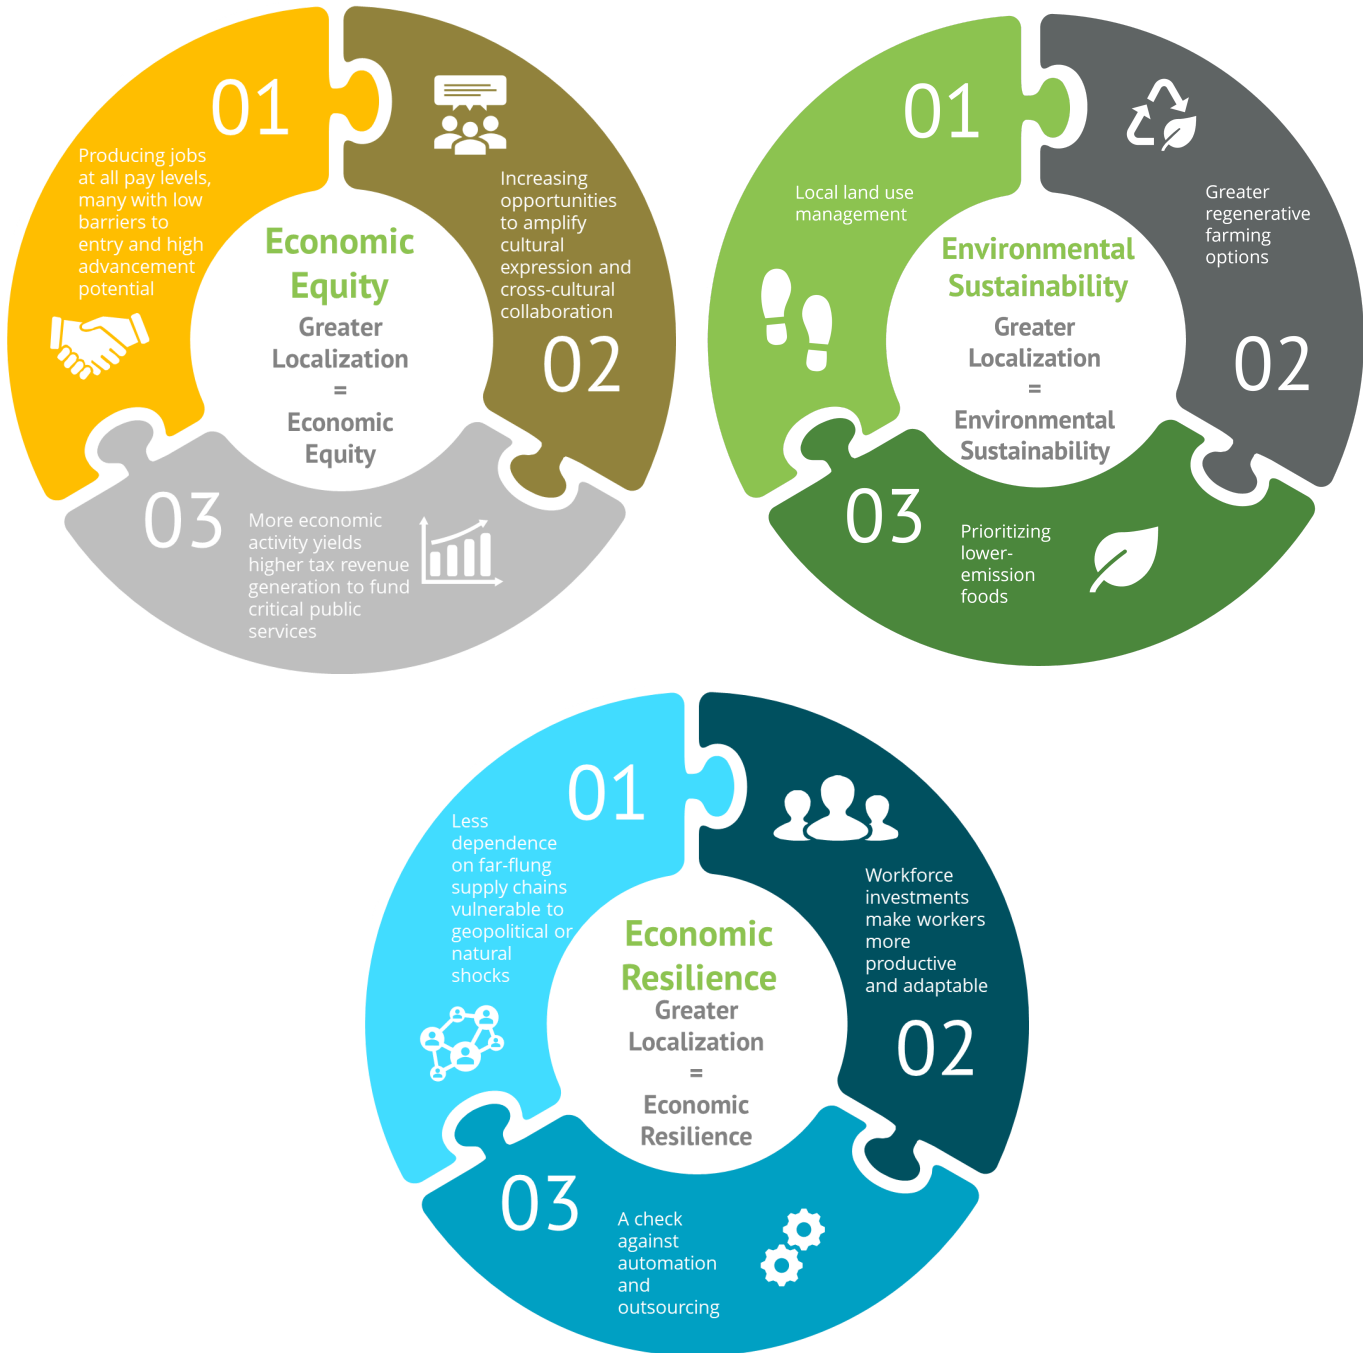 01
Producing jobs
at all pay levels,
many with low
barriers to
entry and high
advancement
potential
Increasing
opportunities
to amplify
cultural
expression and
cross-cultural
collaboration
02
Economic
Equity
Greater
Localization
=
Economic
Equity
03
More economic
activity yields
higher tax revenue
generation to fund
critical public
services
01
Local land use
management
Greater
regenerative
farming
options
02
Environmental
Sustainability
Greater
Localization
=
Environmental
Sustainability
03
Prioritizing
lower-
emission
foods
01
Less
dependence
on far-flung
supply chains
vulnerable to
geopolitical or
natural
shocks
Workforce
investments
make workers
more
productive
and adaptable
02
Economic
Resilience
Greater
Localization
=
Economic
Resilience
03
A check
against
automation
and
outsourcing